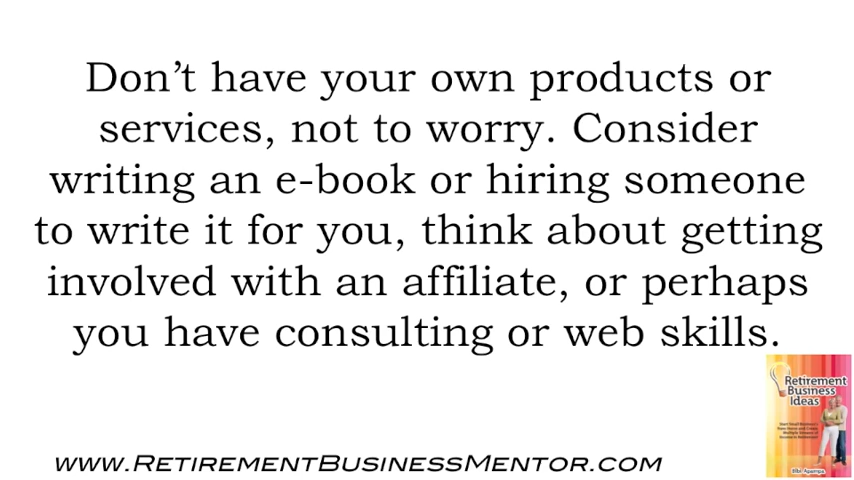 Don't have your own products or
services, not to worry. Consider
writing an e-book or hiring someone
to write it for you, think about getting
involved with an affiliate, or perhaps
you have consulting or web skills.
Retirement
Business
Ideas
www.RetirementBusinessMentor.com